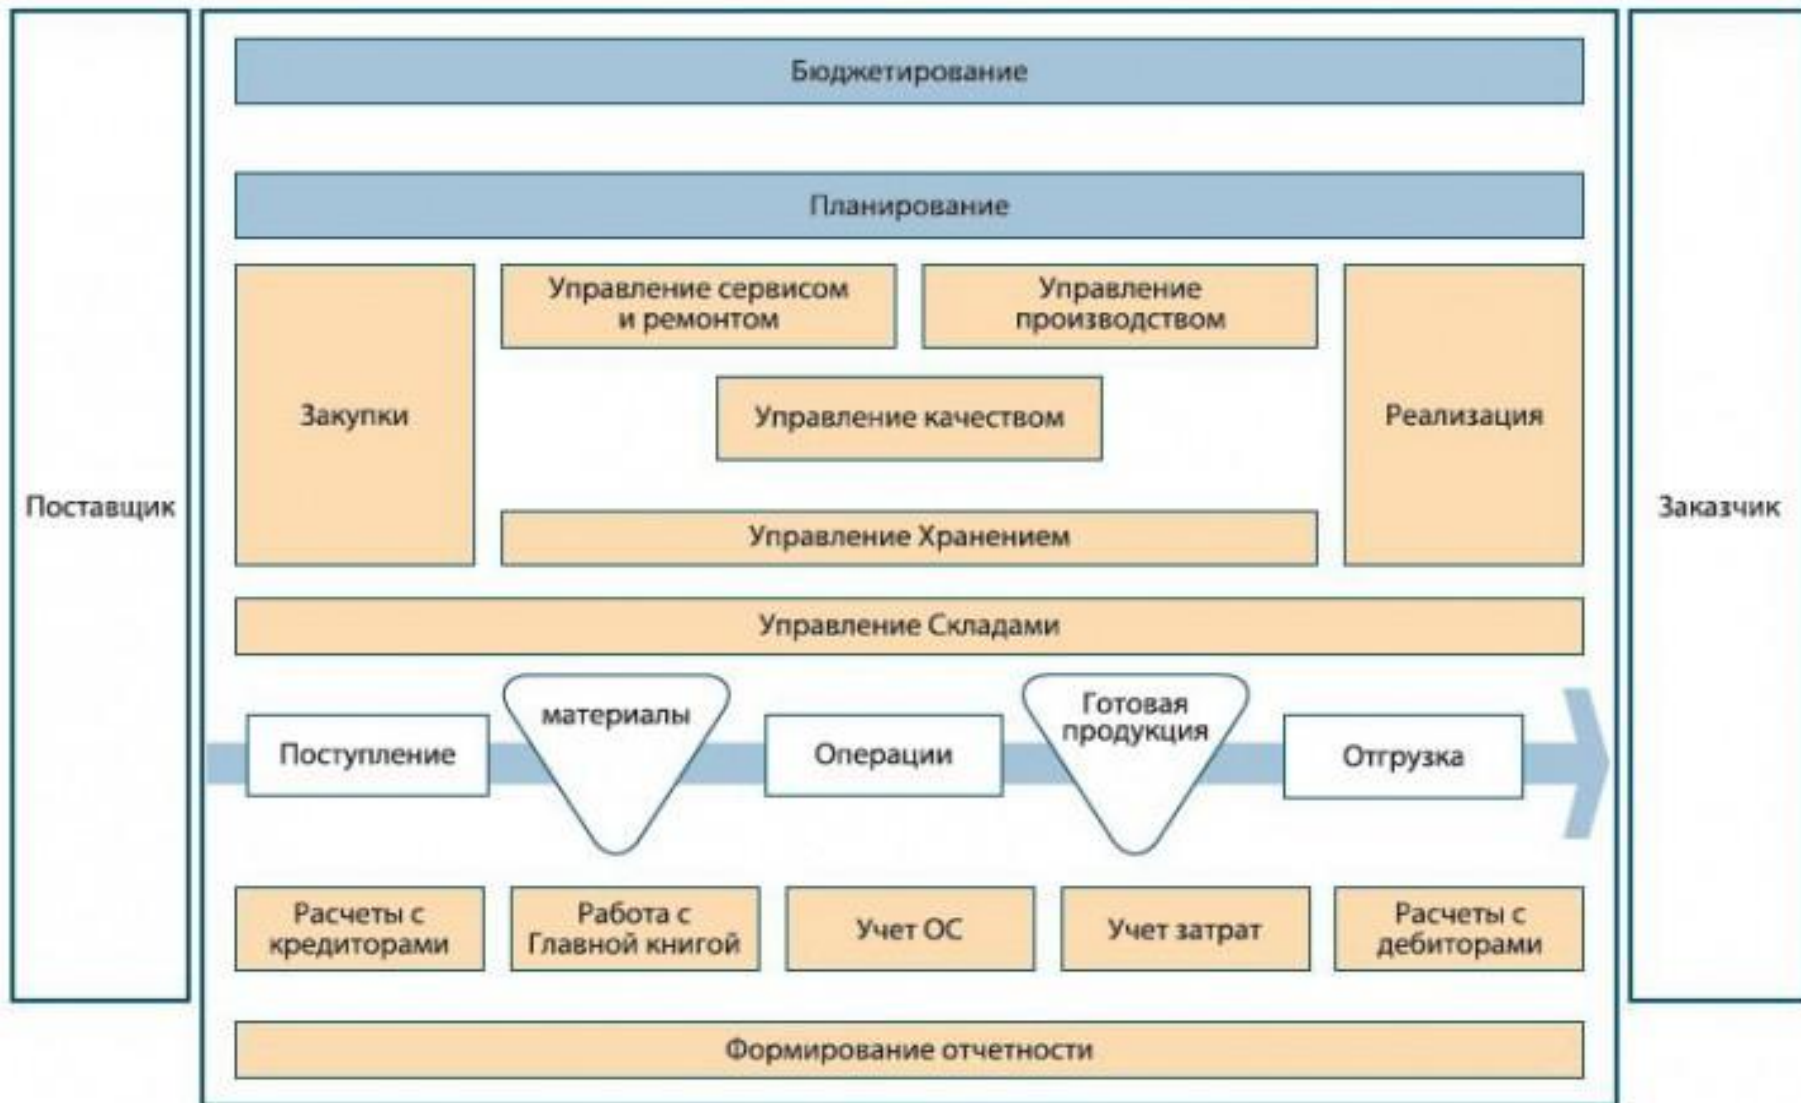 Бюджетирование
Планирование
Управление сервисом
и ремонтом
Управление
производством
Закупки
Управление качеством
Реализация
Поставщик
Заказчик
Управление Хранением
Управление Складами
материалы
Готовая
продукция
Поступление
Операции
Отгрузка
Расчеты с
кредиторами
Работа с
Главной книгой
Учет ОС
Учет затрат
Расчеты с
дебиторами
Формирование отчетности